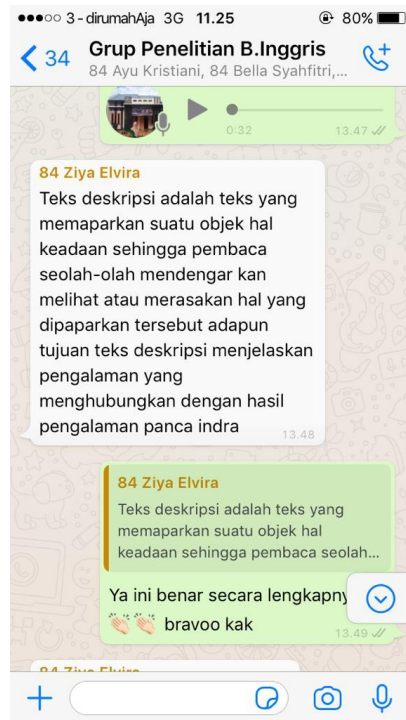 3-dirumahAja 3G 11.25 80%
34 Grup Penelitian B.Inggris
84 Ayu Kristiani, 84 Bella Syahfitri,...
0:32 13.47
84 Ziya Elvira
Teks deskripsi adalah teks yang
memaparkan suatu objek hal
keadaan sehingga pembaca
seolah-olah mendengar kan
melihat atau merasakan hal yang
dipaparkan tersebut adapun
tujuan teks deskripsi menjelaskan
pengalaman yang
menghubungkan dengan hasil
pengalaman panca indra
13.48
84 Ziya Elvira
Teks deskripsi adalah teks yang
memaparkan suatu objek hal
keadaan sehingga pembaca seolah...
Ya ini benar secara lengkapny
👏🏻👏🏻 bravoo kak
13.49
84 Ziya Elvira